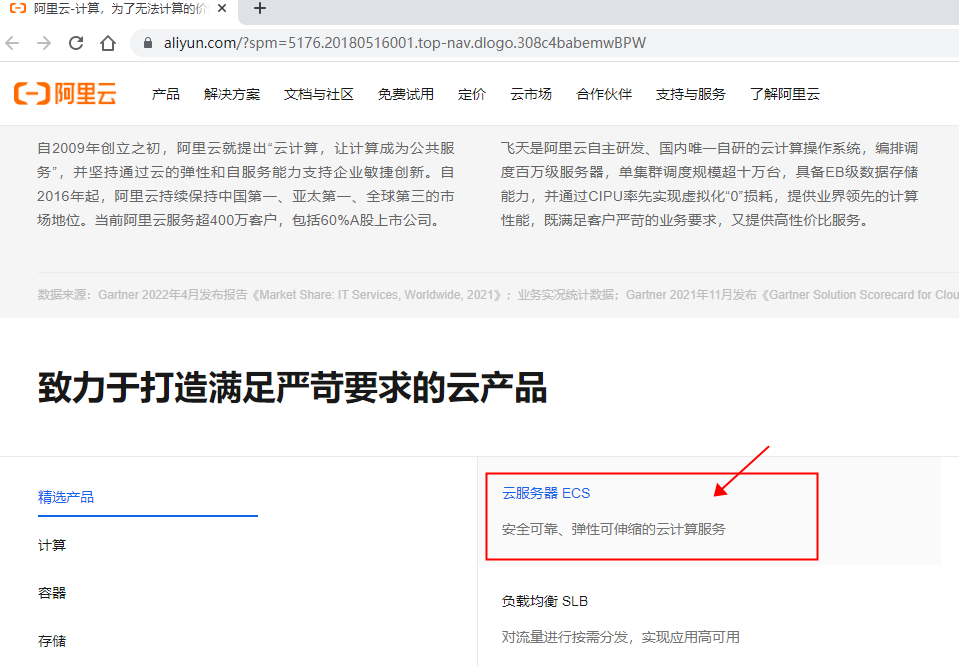 阿里云-计算，为了无法计算的价
aliyun.com/?spm=5176.20180516001.top-nav.dlogo.308c4babemwBPW
阿里云 产品 解决方案 文档与社区 免费试用 定价 云市场 合作伙伴 支持与服务 了解阿里云
自2009年创立之初，阿里云就提出“云计算，让计算成为公共服
务”，并坚持通过云的弹性和自服务能力支持企业敏捷创新。自
2016年起，阿里云持续保持中国第一、亚太第一、全球第三的市
场地位。当前阿里云服务超400万客户，包括60%A股上市公司。
飞天是阿里云自主研发、国内唯一自研的云计算操作系统，编排调
度百万级服务器，单集群调度规模超十万台，具备EB级数据存储
能力，并通过CIPU率先实现虚拟化“0”损耗，提供业界领先的计算
性能，既满足客户严苛的业务要求，又提供高性价比服务。
数据来源：Gartner 2022年4月发布报告《Market Share: IT Services, Worldwide, 2021》；业务实况统计数据；Gartner 2021年11月发布《Gartner Solution Scorecard for Clou
致力于打造满足严苛要求的云产品
精选产品
计算
容器
存储
云服务器 ECS
安全可靠、弹性可伸缩的云计算服务
负载均衡 SLB
对流量进行按需分发，实现应用高可用